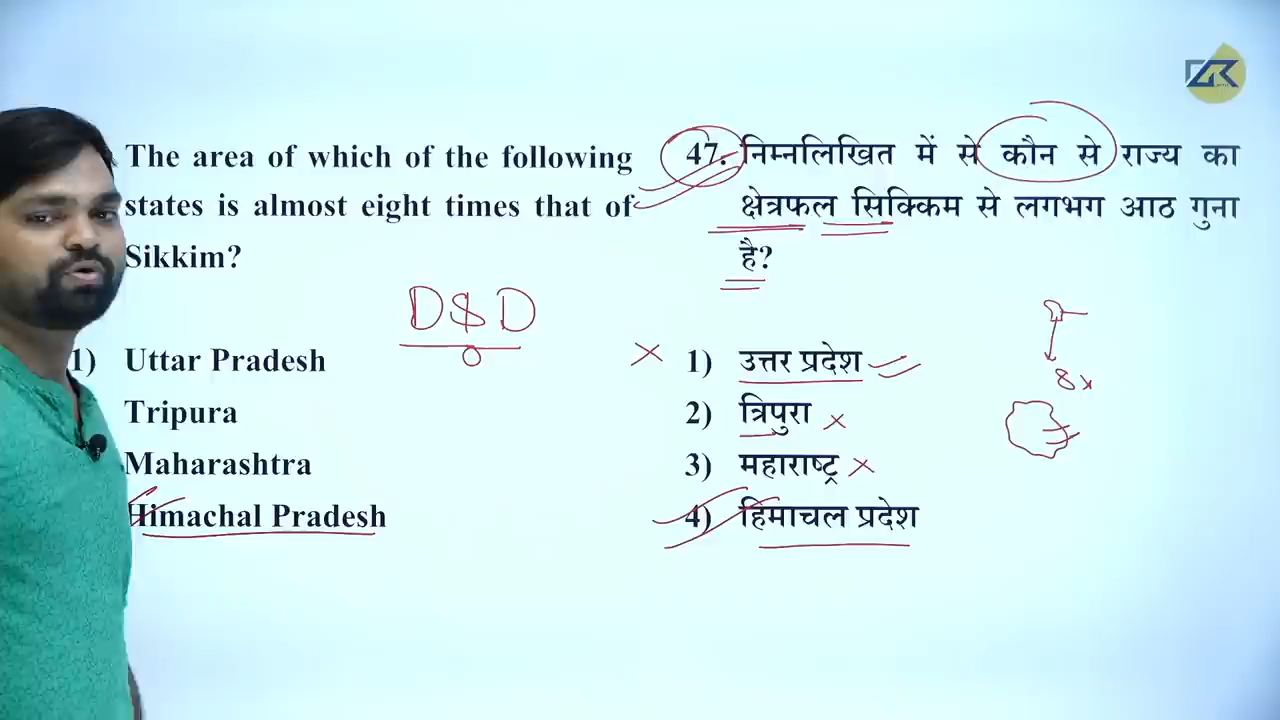 The area of which of the following
states is almost eight times that of
Sikkim?
1) Uttar Pradesh
Tripura
Maharashtra
Himachal Pradesh
47. निम्नलिखित में से कौन से राज्य का
क्षेत्रफल सिक्किम से लगभग आठ गुना
है?
1) उत्तर प्रदेश
2) त्रिपुरा
3) महाराष्ट्र
4) हिमाचल प्रदेश
D$D
8x